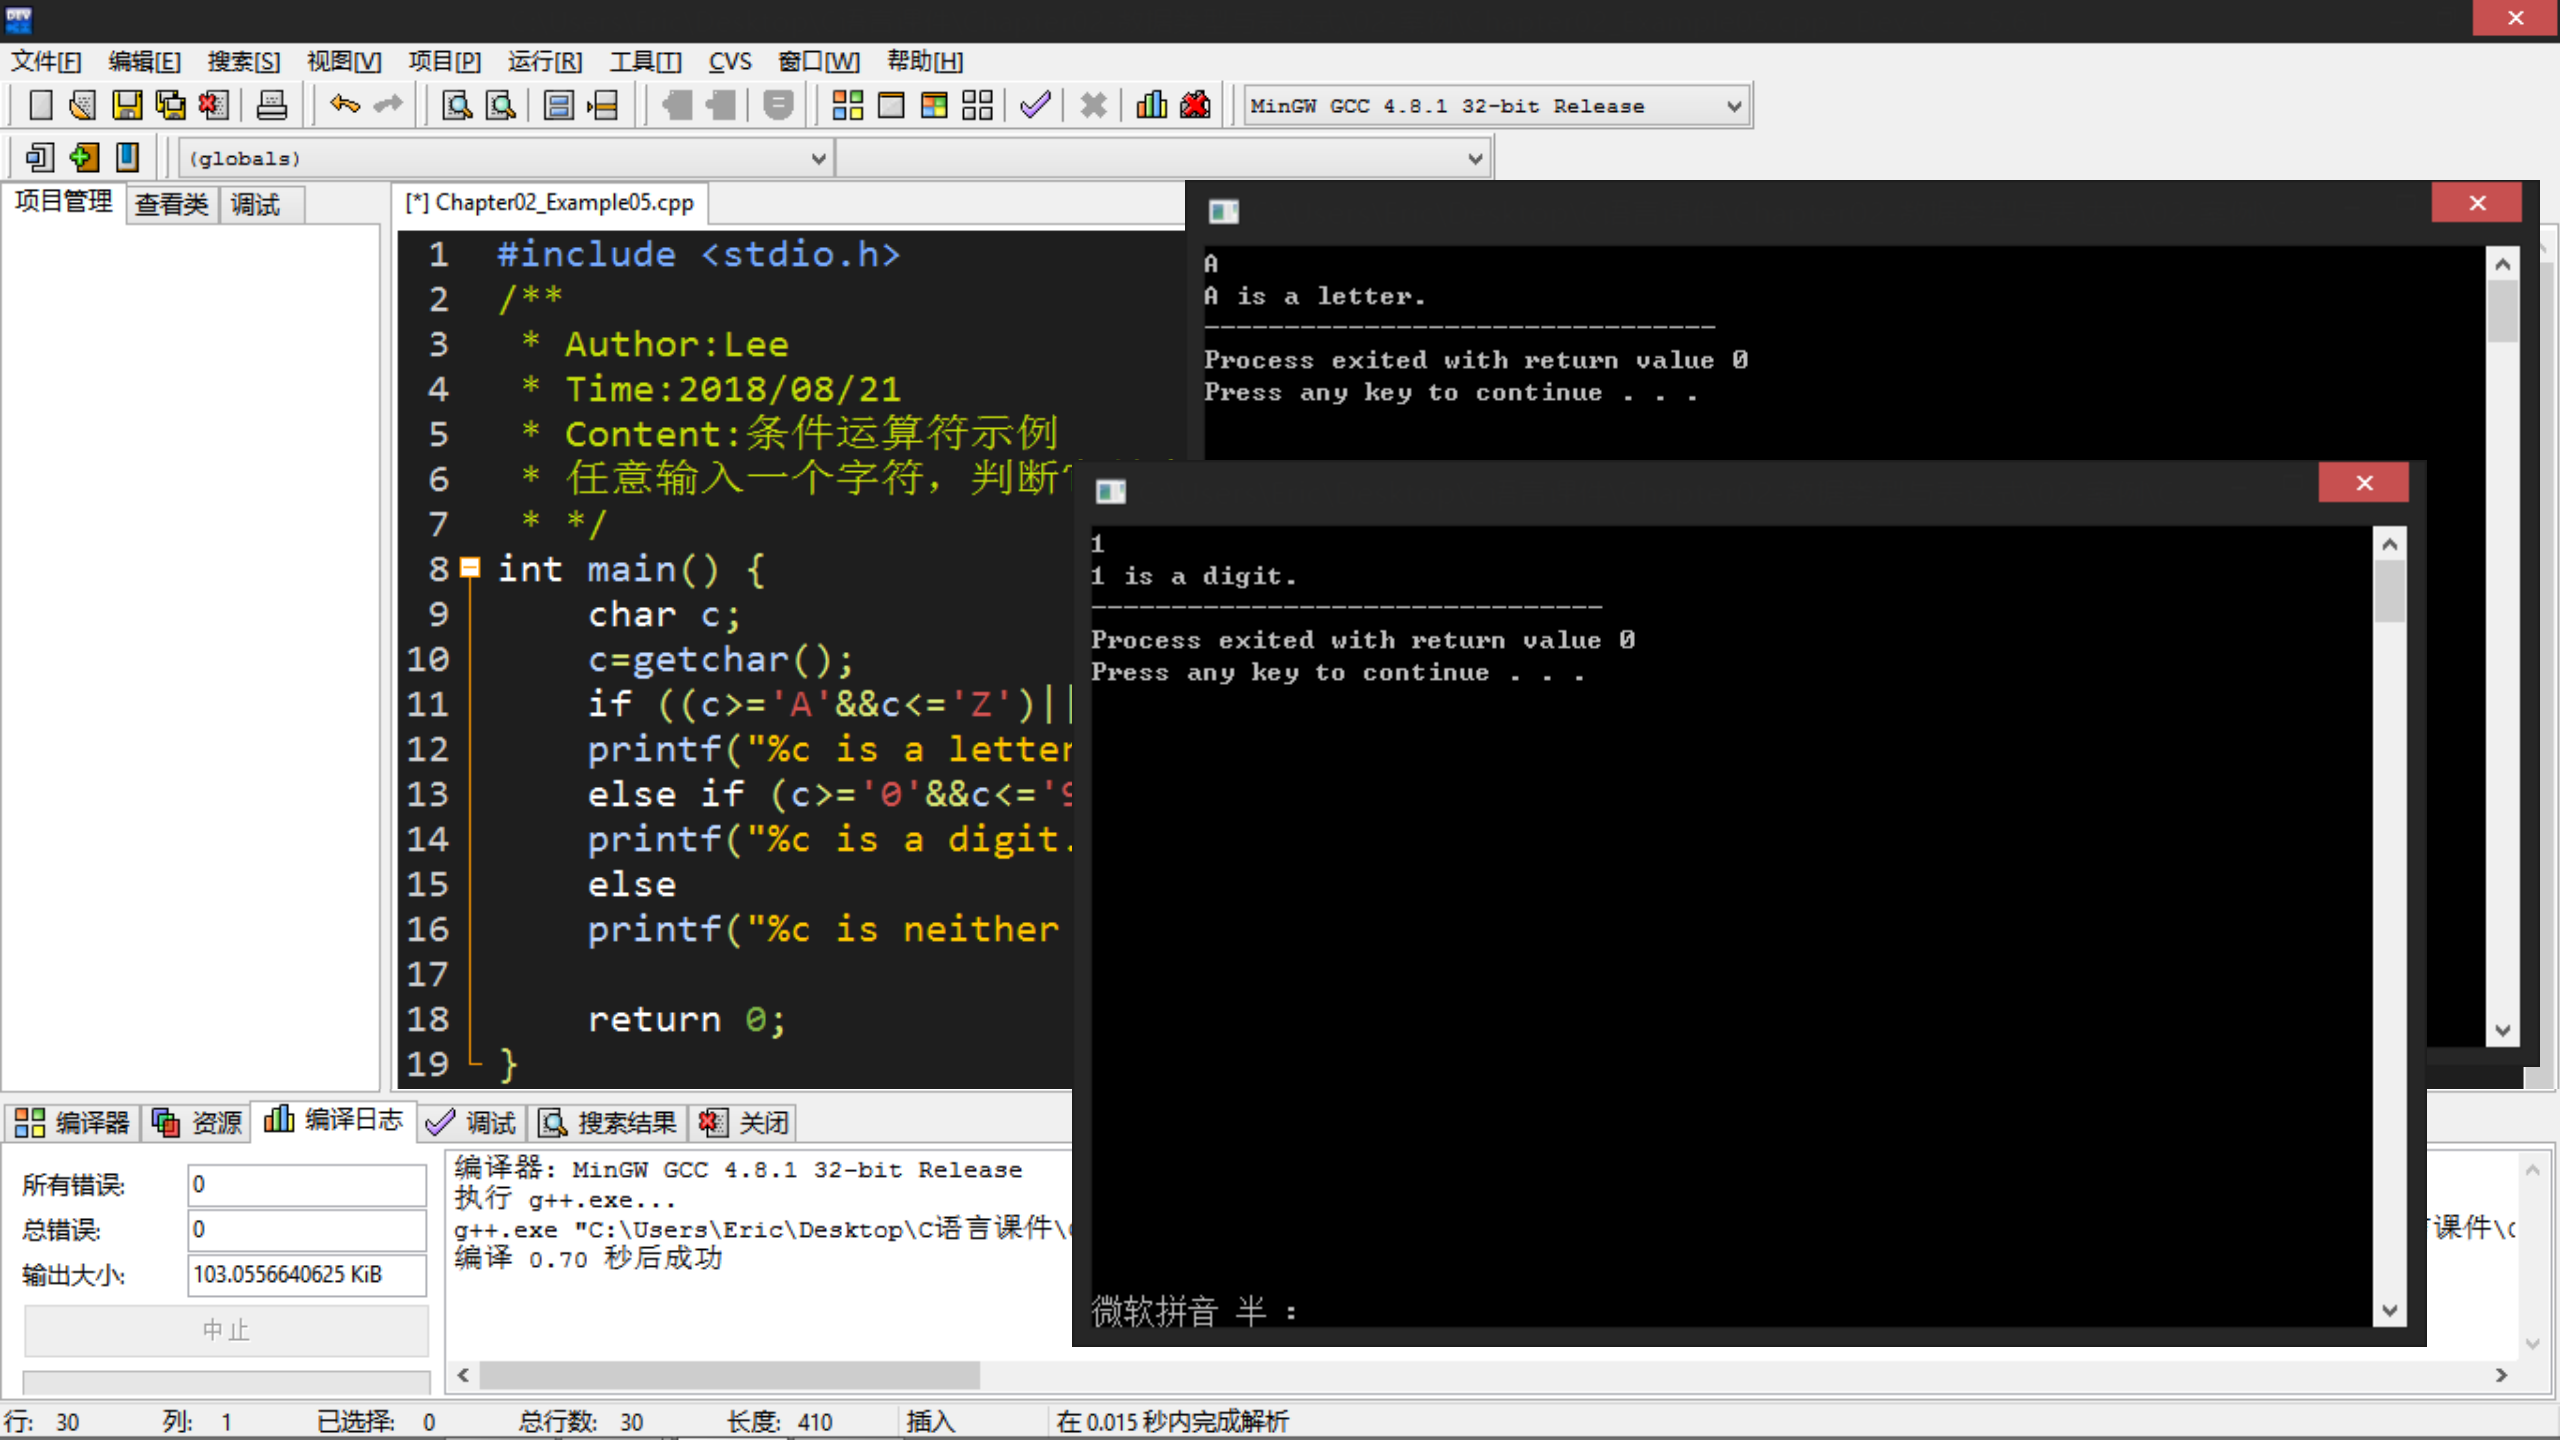 文件[F] 编辑[E] 搜索[S] 视图[V] 项目[P] 运行[R] 工具[T] CVS 窗口[W] 帮助[H]
MinGW GCC 4.8.1 32-bit Release
(globals)
项目管理 查看类 调试
[*] Chapter02_Example05.cpp
1 #include <stdio.h>
2 /**
3 * Author:Lee
4 * Time:2018/08/21
5 * Content:条件运算符示例
6 * 任意输入一个字符，判断
7 * */
8 int main() {
9 char c;
10 c=getchar();
11 if ((c>='A'&&c<='Z')||
12 printf("%c is a letter
13 else if (c>='0'&&c<='9
14 printf("%c is a digit.
15 else
16 printf("%c is neither
17
18 return 0;
19 }
A
A is a letter.
--------------------------------
Process exited with return value 0
Press any key to continue . . .
1
1 is a digit.
--------------------------------
Process exited with return value 0
Press any key to continue . . .
微软拼音 半 :
编译器 资源 编译日志 调试 搜索结果 关闭
所有错误: 0
总错误: 0
输出大小: 103.0556640625 KiB
中止
编译器: MinGW GCC 4.8.1 32-bit Release
执行 g++.exe...
g++.exe "C:\Users\Eric\Desktop\C语言课件\
课件\
编译 0.70 秒后成功
行: 30 列: 1 已选择: 0 总行数: 30 长度: 410 插入 在 0.015 秒内完成解析